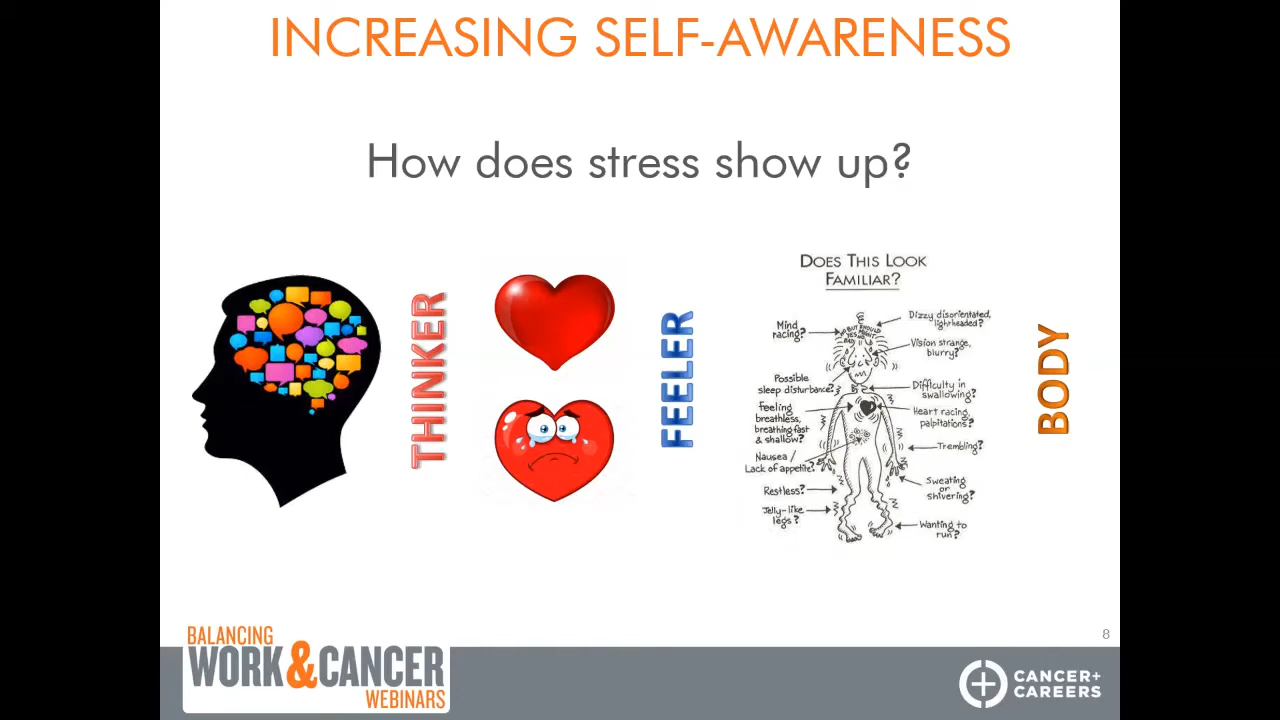 INCREASING SELF-AWARENESS
How does stress show up?
THINKER
FEELER
DOES THIS LOOK
FAMILIAR?
Mind
racing?
Possible
sleep disturbance?
Feeling
breathless,
breathing fast
& shallow?
Nausea /
Lack of appetite?
Restless?
Jelly-like
legs?
Dizzy disorientated,
lightheaded?
Vision strange,
blurry?
Difficulty in
swallowing?
Heart racing,
palpitations?
Trembling?
Sweating
or
shivering?
Wanting to
run?
BODY
8
BALANCING
WORK & CANCER
WEBINARS
CANCER+
CAREERS